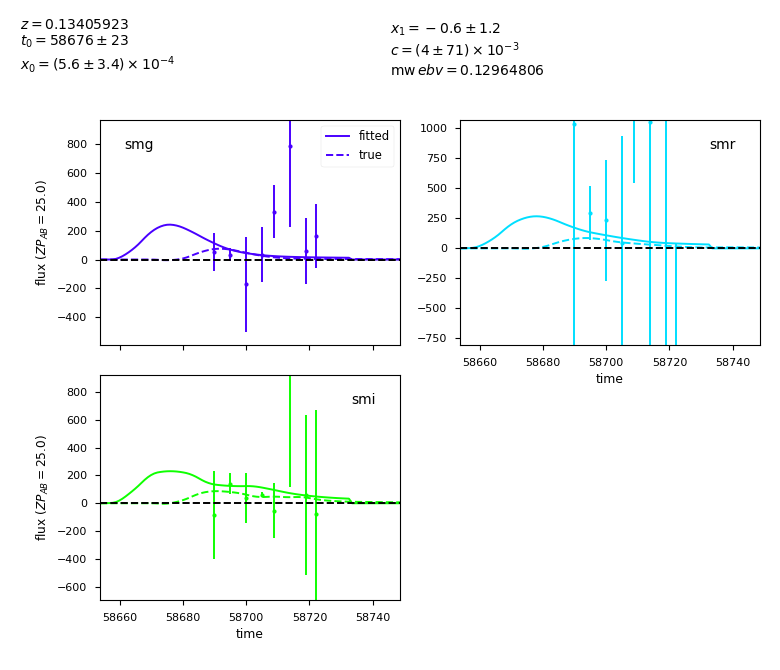 z = 0.13405923
t₀ = 58676 ± 23
x₀ = (5.6 ± 3.4) × 10⁻⁴
x₁ = − 0.6 ± 1.2
c = (4 ± 71) × 10⁻³
mw ebv = 0.12964806
smg
fitted
true
800
600
400
200
0
−200
−400
flux (ZP_AB = 25.0)
smr
1000
750
500
250
0
−250
−500
−750
58660 58680 58700 58720 58740
time
smi
800
600
400
200
0
−200
−400
−600
flux (ZP_AB = 25.0)
58660 58680 58700 58720 58740
time